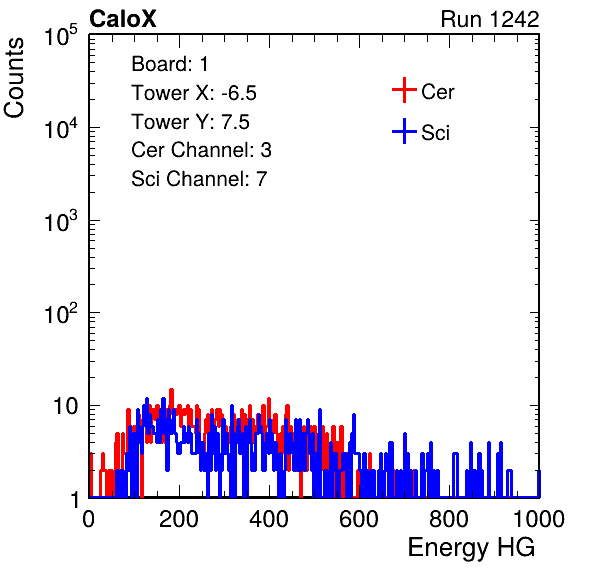 CaloX Run 1242
Counts
Board: 1
Tower X: -6.5
Tower Y: 7.5
Cer Channel: 3
Sci Channel: 7
Cer
Sci
10^5
10^4
10^3
10^2
10
1
0 200 400 600 800 1000
Energy HG